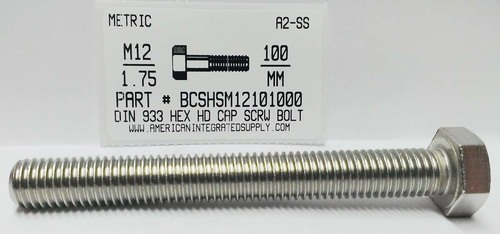 METRIC A2-SS
M12 100
1.75 MM
PART # BCSHSM12101000
DIN 933 HEX HD CAP SCRW BOLT
WWW.AMERICANINTEGRATEDSUPPLY.COM